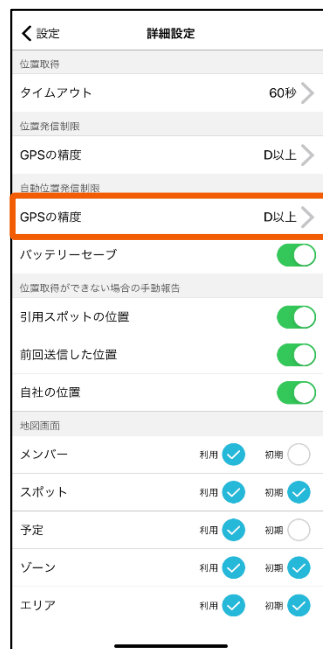 設定 詳細設定
位置取得
タイムアウト 60秒
位置発信制限
GPSの精度 D以上
自動位置発信制限
GPSの精度 D以上
バッテリーセーブ
位置取得ができない場合の手動報告
引用スポットの位置
前回送信した位置
自社の位置
地図画面
メンバー 利用 初期
スポット 利用 初期
予定 利用 初期
ゾーン 利用 初期
エリア 利用 初期